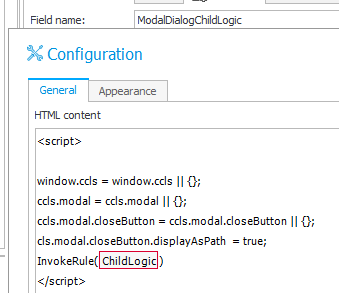 Field name: ModalDialogChildLogic
Configuration
General Appearance
HTML content
<script>
window.ccls = window.ccls || {};
ccls.modal = ccls.modal || {};
ccls.modal.closeButton = ccls.modal.closeButton || {};
cls.modal.closeButton.displayAsPath = true;
InvokeRule(ChildLogic)
</script>